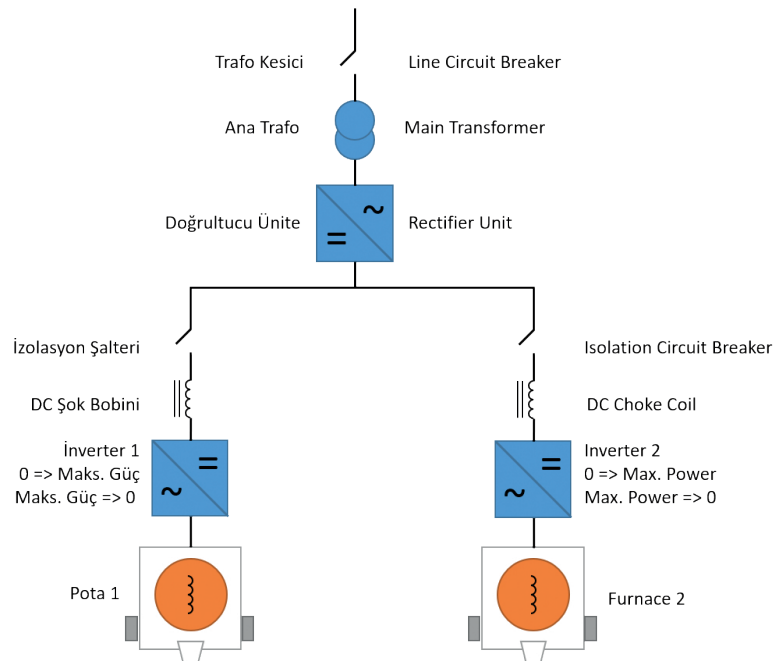 Trafo Kesici
Line Circuit Breaker
Ana Trafo
Main Transformer
Doğrultucu Ünite
Rectifier Unit
İzolasyon Şalteri
Isolation Circuit Breaker
DC Şok Bobini
DC Choke Coil
İnverter 1
0 => Maks. Güç
Maks. Güç => 0
Inverter 2
0 => Max. Power
Max. Power => 0
Pota 1
Furnace 2